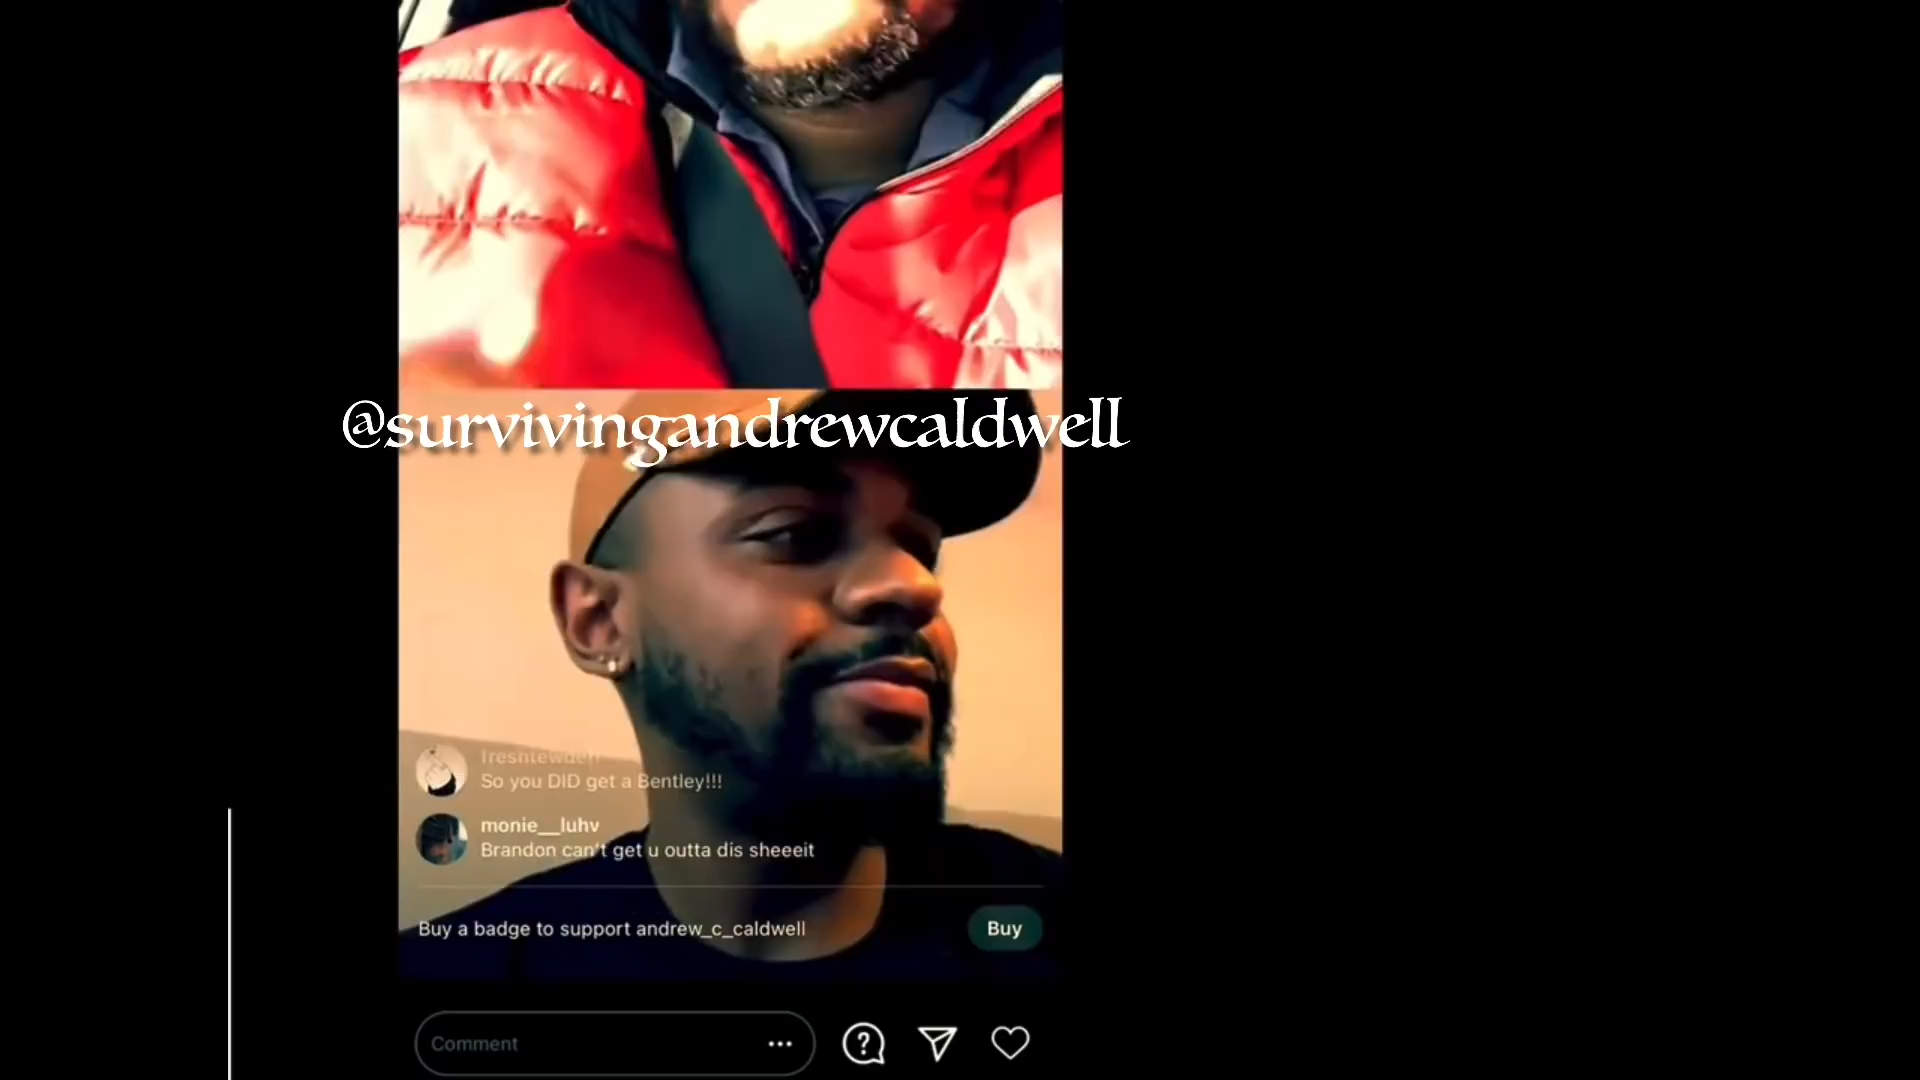 @survivingandrewcaldwell
So you DID get a Bentley!!!
monie__luhv
Brandon can't get u outta dis sheeeit
Buy a badge to support andrew_c_caldwell
Buy
Comment